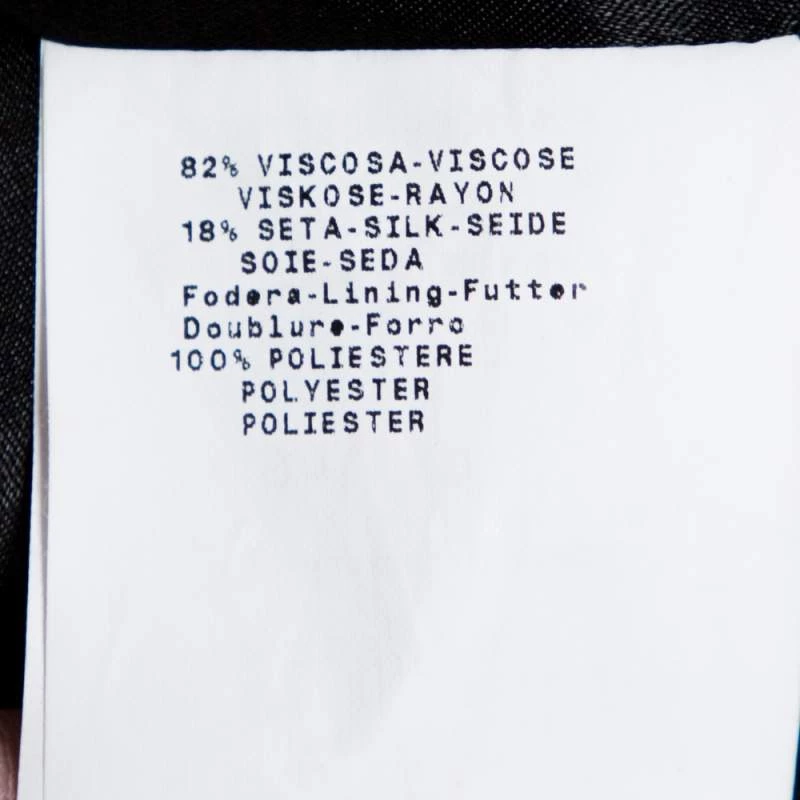 82% VISCOSA-VISCOSE
VISKOSE-RAYON
18% SETA-SILK-SEIDE
SOIE-SEDA
Fodera-Lining-Futter
Doublure-Forro
100% POLIESTERE
POLYESTER
POLIESTER